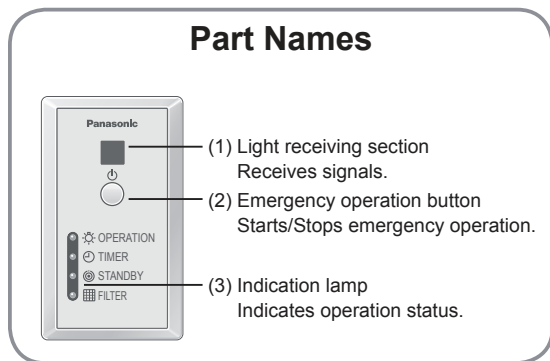 Part Names
Panasonic
(1) Light receiving section
Receives signals.
(2) Emergency operation button
Starts/Stops emergency operation.
OPERATION
TIMER
STANDBY
FILTER
(3) Indication lamp
Indicates operation status.